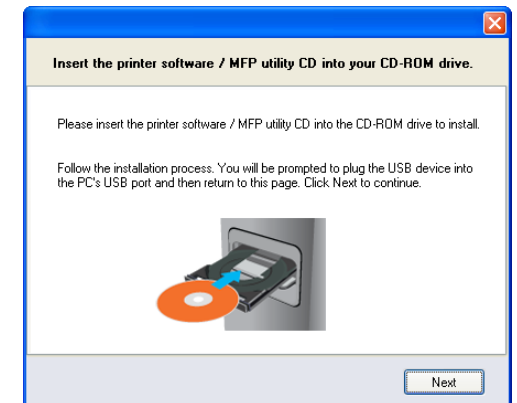 Insert the printer software / MFP utility CD into your CD-ROM drive.
Please insert the printer software / MFP utility CD into the CD-ROM drive to install.
Follow the installation process. You will be prompted to plug the USB device into
the PC's USB port and then return to this page. Click Next to continue.
Next